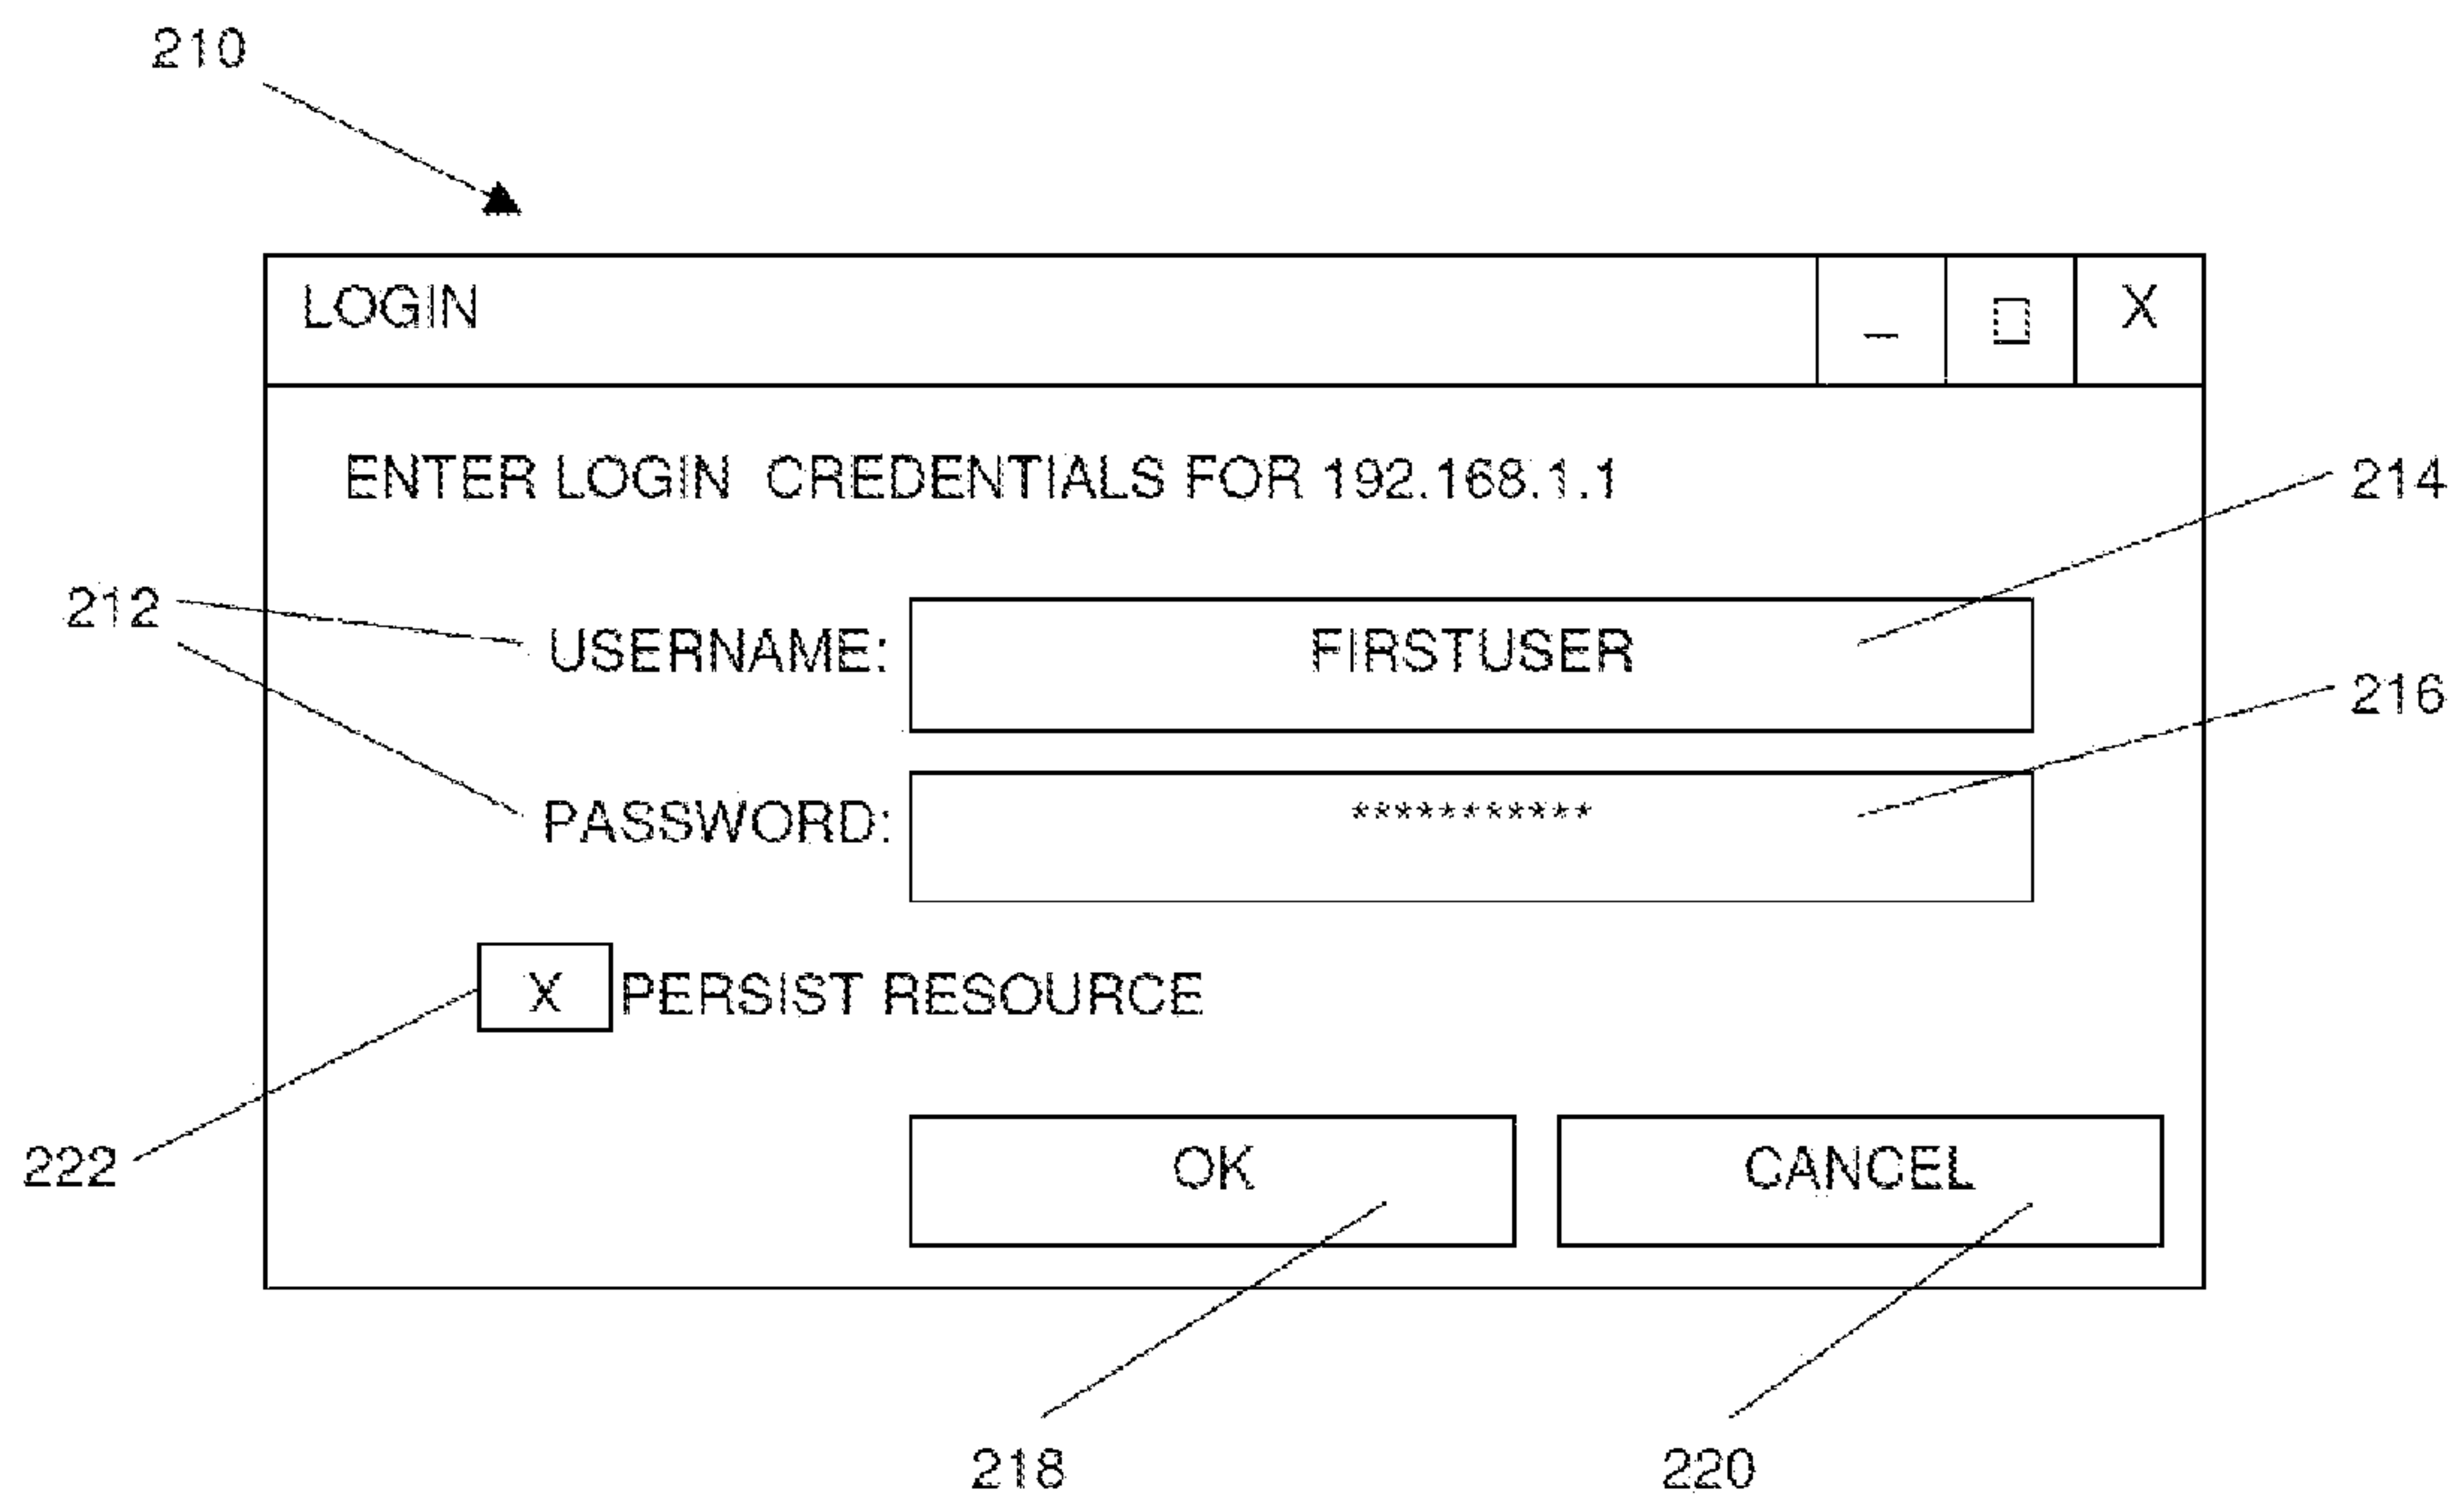 210
LOGIN _ □ X
ENTER LOGIN CREDENTIALS FOR 192.168.1.1
214
212
USERNAME: FIRSTUSER
216
PASSWORD: ***********
X PERSIST RESOURCE
222
OK CANCEL
218 220